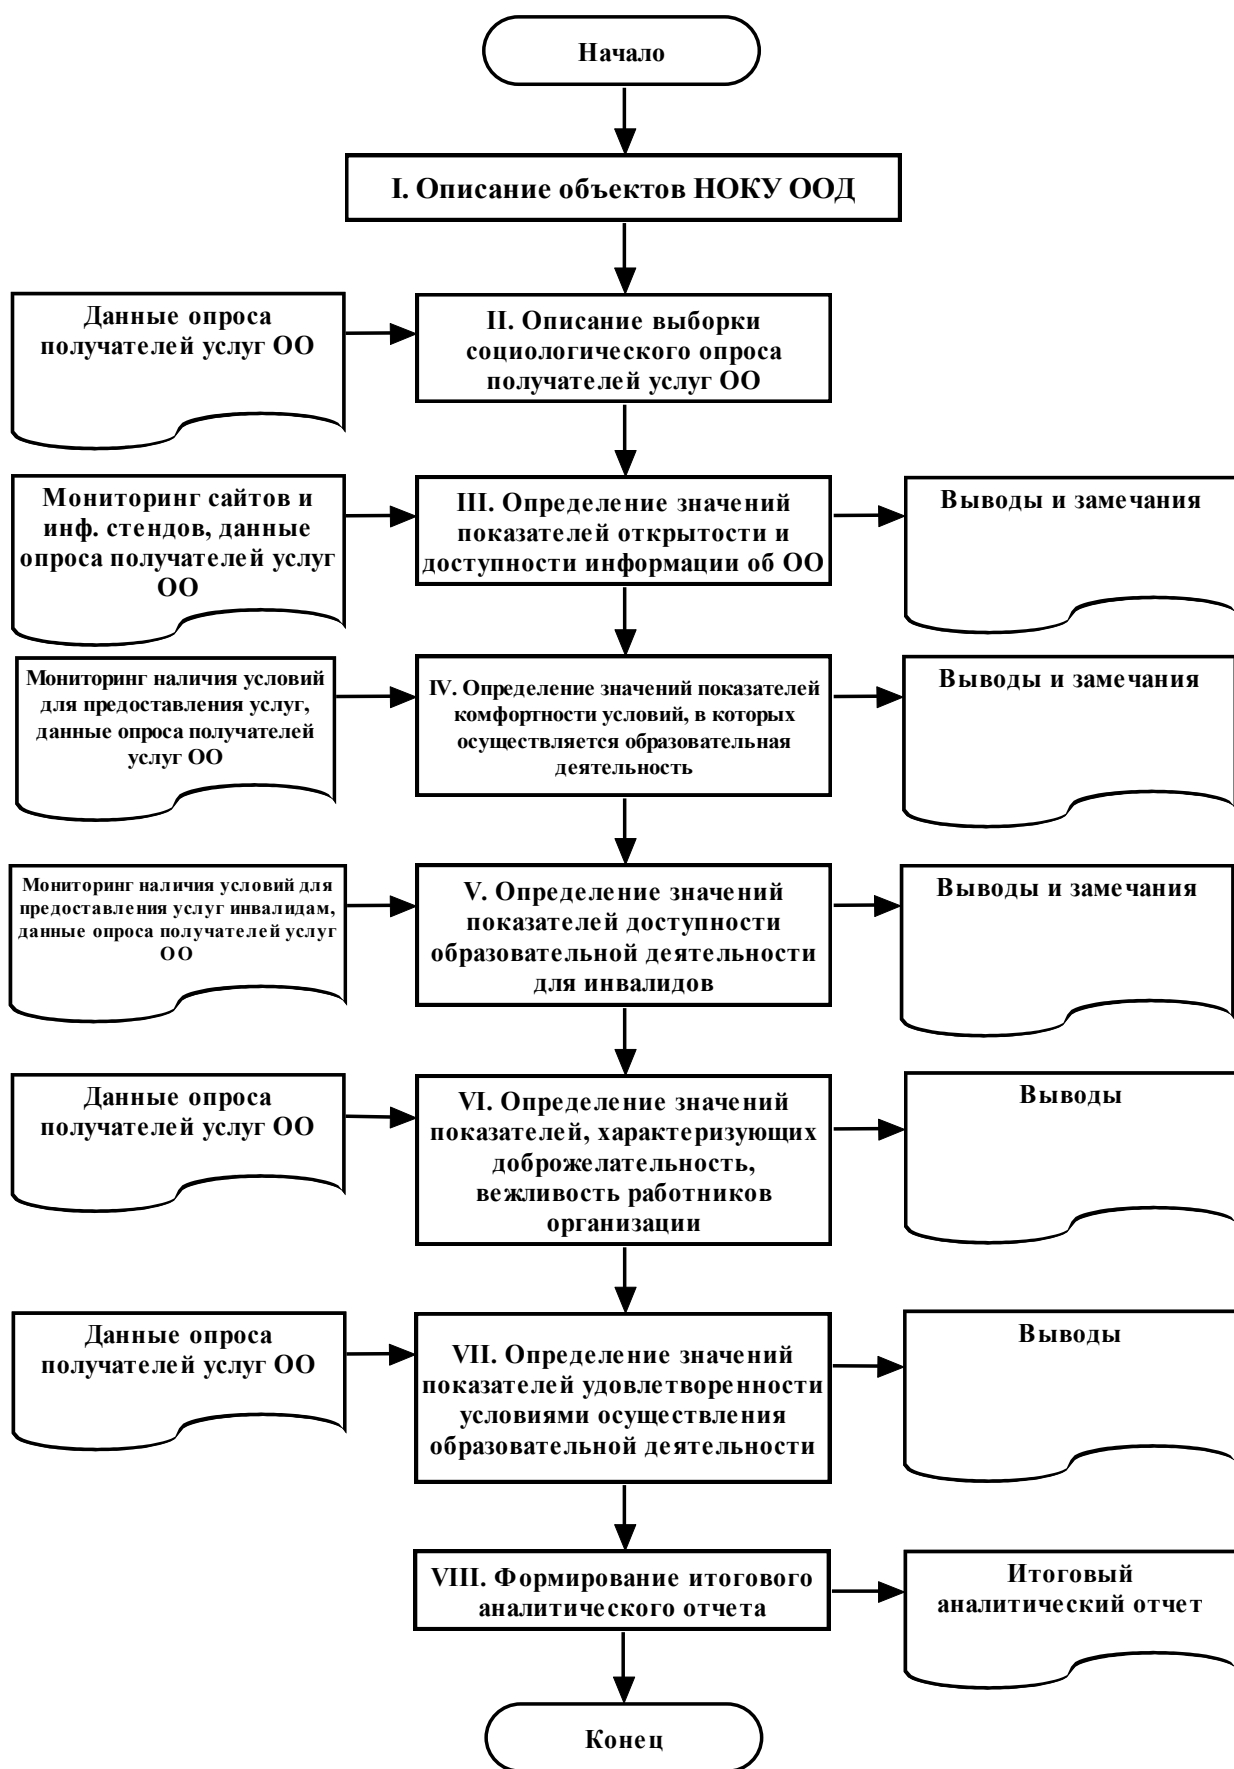 Начало
I. Описание объектов НОКУ ООД
Данные опроса
получателей услуг ОО
II. Описание выборки
социологического опроса
получателей услуг ОО
Мониторинг сайтов и
инф. стендов, данные
опроса получателей услуг
ОО
III. Определение значений
показателей открытости и
доступности информации об ОО
Выводы и замечания
Мониторинг наличия условий
для предоставления услуг,
данные опроса получателей
услуг ОО
IV. Определение значений показателей
комфортности условий, в которых
осуществляется образовательная
деятельность
Выводы и замечания
Мониторинг наличия условий для
предоставления услуг инвалидам,
данные опроса получателей услуг
ОО
V. Определение значений
показателей доступности
образовательной деятельности
для инвалидов
Выводы и замечания
Данные опроса
получателей услуг ОО
VI. Определение значений
показателей, характеризующих
доброжелательность,
вежливость работников
организации
Выводы
Данные опроса
получателей услуг ОО
VII. Определение значений
показателей удовлетворенности
условиями осуществления
образовательной деятельности
Выводы
VIII. Формирование итогового
аналитического отчета
Итоговый
аналитический отчет
Конец